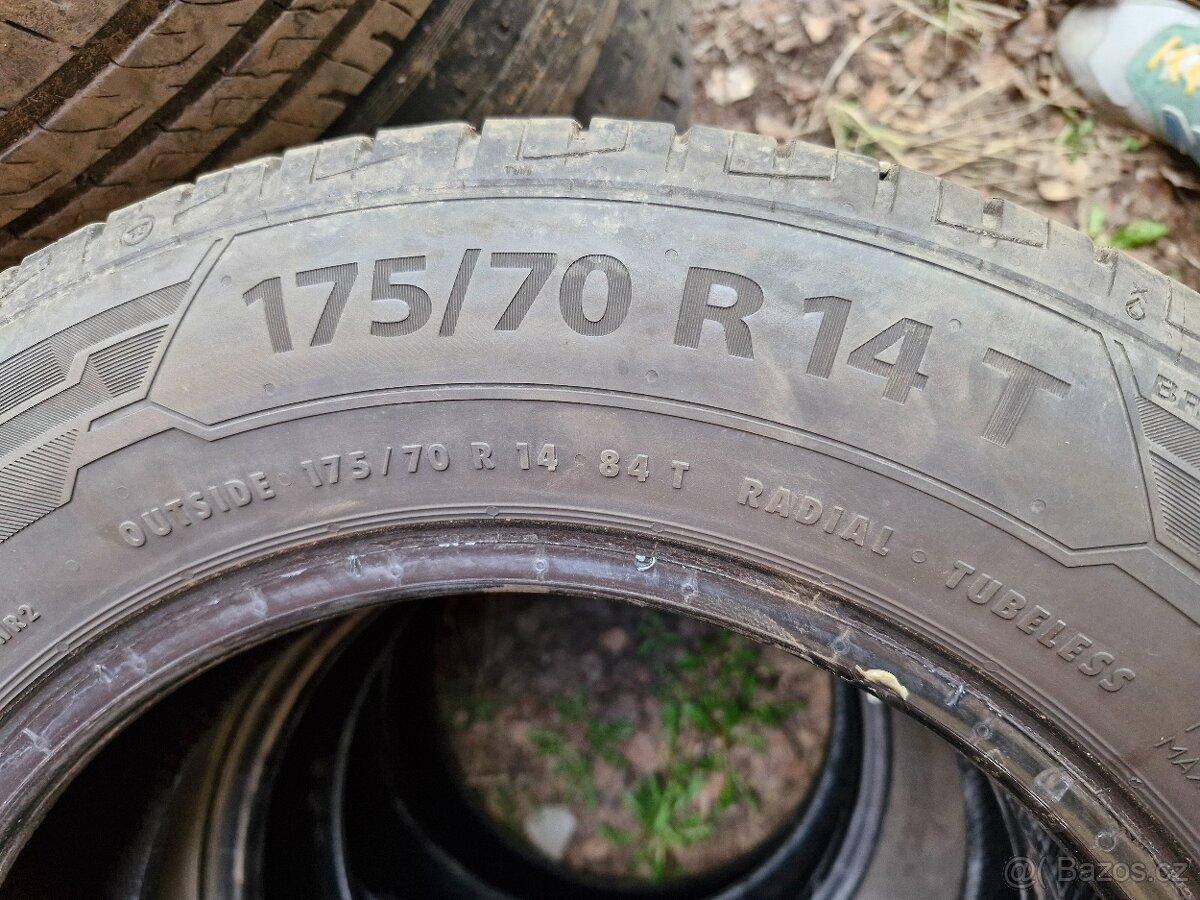 175/70 R 14 T
OUTSIDE · 175/70 R 14 · 84 T RADIAL · TUBELESS
© Bazos.cz